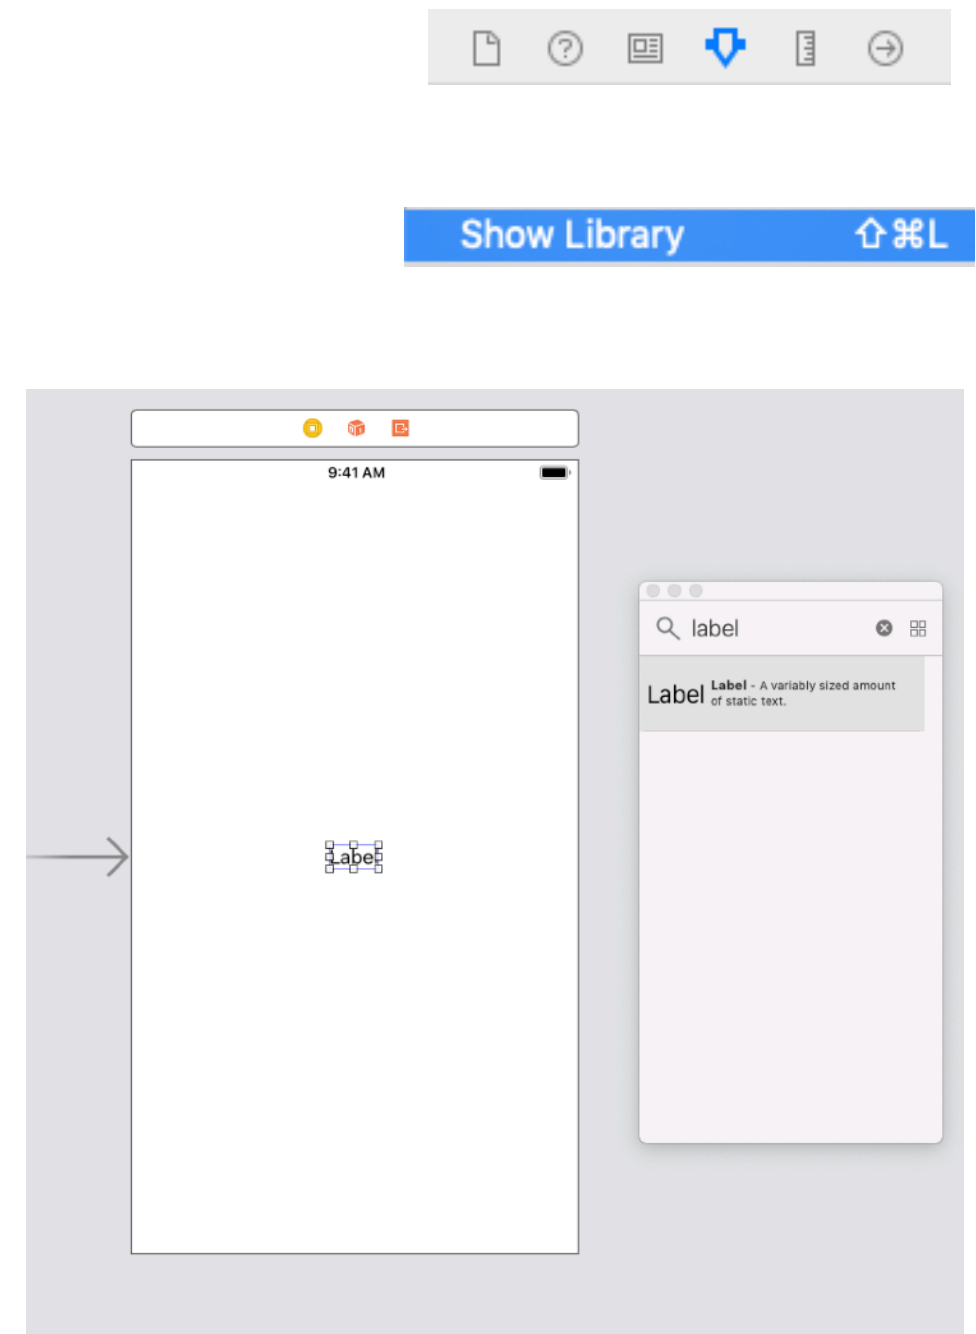 Show Library ⇧⌘L
9:41 AM
label
Label
Label - A variably sized amount
of static text.
Label